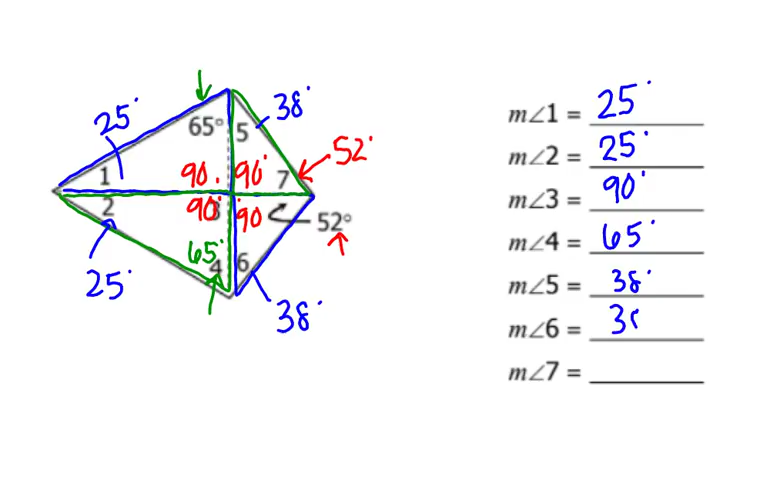 38°
25°
65° 5
52°
1 90° 90° 7
2 90° 3 90
52°
65°
4 6
25°
38°
m∠1 = 25°
m∠2 = 25°
m∠3 = 90°
m∠4 = 65°
m∠5 = 38°
m∠6 = 38
m∠7 =